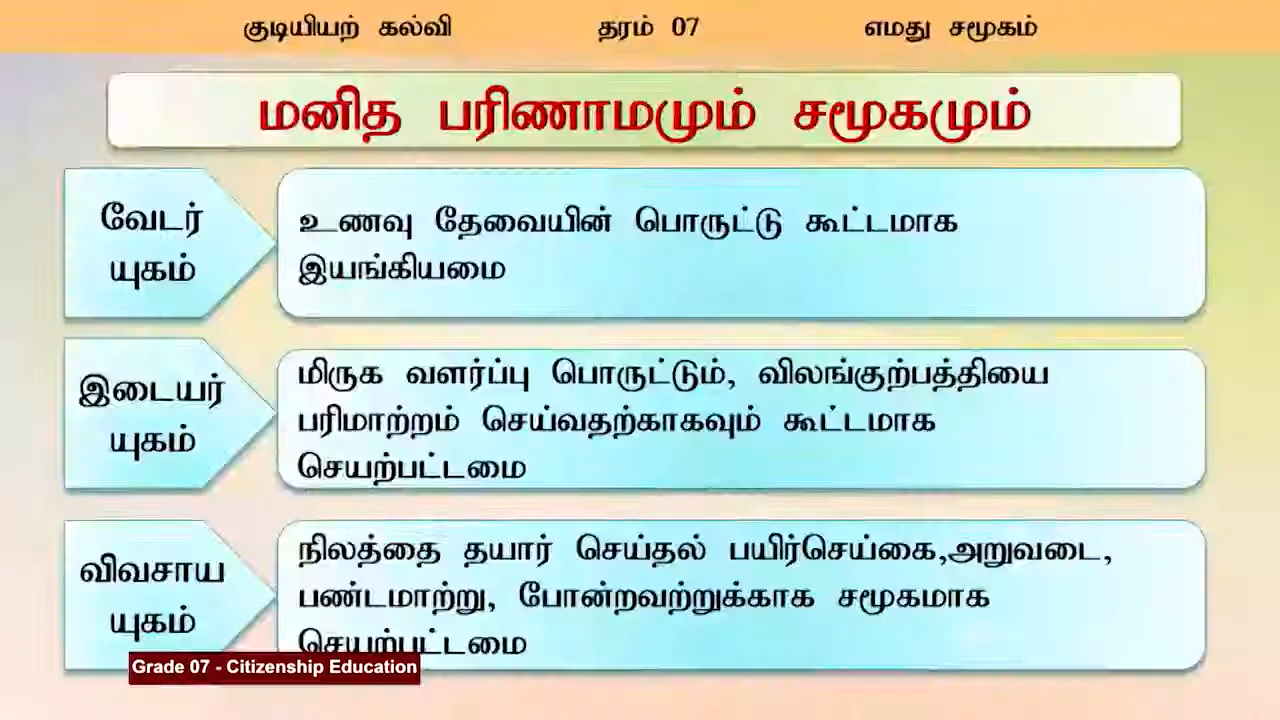 குடியியற் கல்வி தரம் 07 எமது சமூகம்
மனித பரிணாமமும் சமூகமும்
வேடர்
யுகம்
உணவு தேவையின் பொருட்டு கூட்டமாக
இயங்கியமை
இடையர்
யுகம்
மிருக வளர்ப்பு பொருட்டும், விலங்குற்பத்தியை
பரிமாற்றம் செய்வதற்காகவும் கூட்டமாக
செயற்பட்டமை
விவசாய
யுகம்
நிலத்தை தயார் செய்தல் பயிர்செய்கை,அறுவடை,
பண்டமாற்று, போன்றவற்றுக்காக சமூகமாக
செயற்பட்டமை
Grade 07 - Citizenship Education